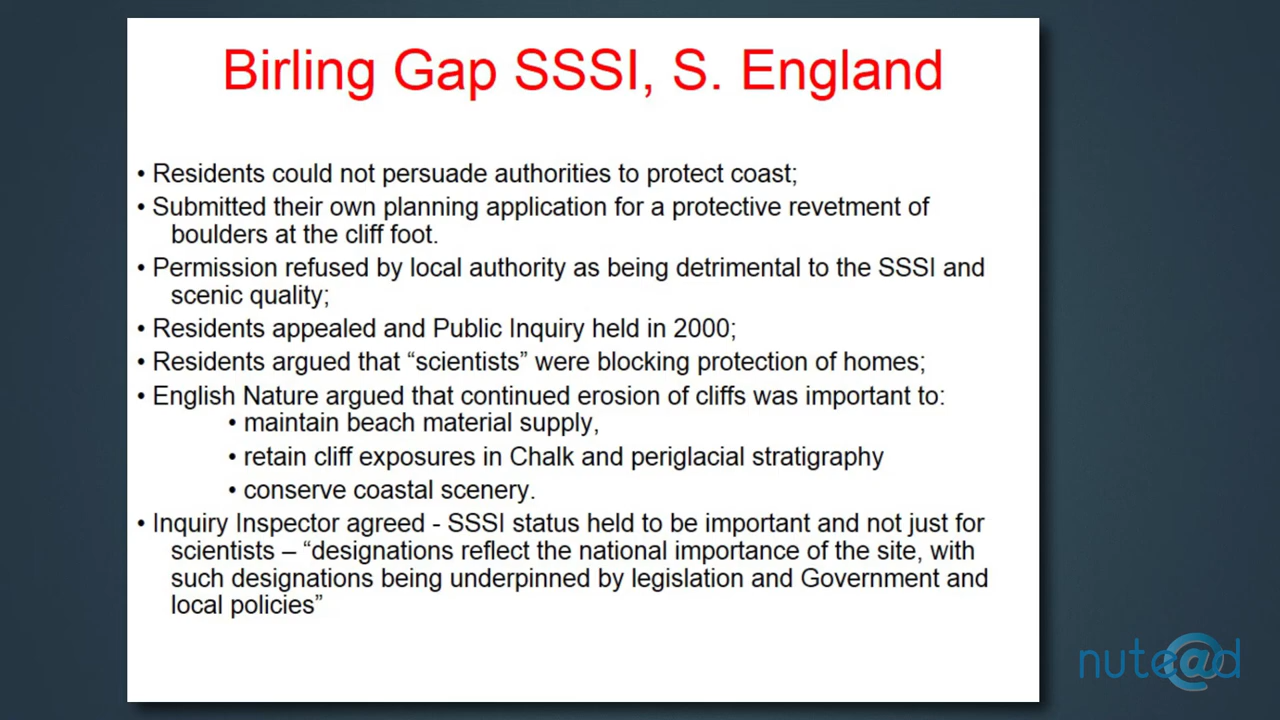 Birling Gap SSSI, S. England
• Residents could not persuade authorities to protect coast;
• Submitted their own planning application for a protective revetment of
boulders at the cliff foot.
• Permission refused by local authority as being detrimental to the SSSI and
scenic quality;
• Residents appealed and Public Inquiry held in 2000;
• Residents argued that “scientists” were blocking protection of homes;
• English Nature argued that continued erosion of cliffs was important to:
• maintain beach material supply,
• retain cliff exposures in Chalk and periglacial stratigraphy
• conserve coastal scenery.
• Inquiry Inspector agreed - SSSI status held to be important and not just for
scientists – “designations reflect the national importance of the site, with
such designations being underpinned by legislation and Government and
local policies”
nute@d